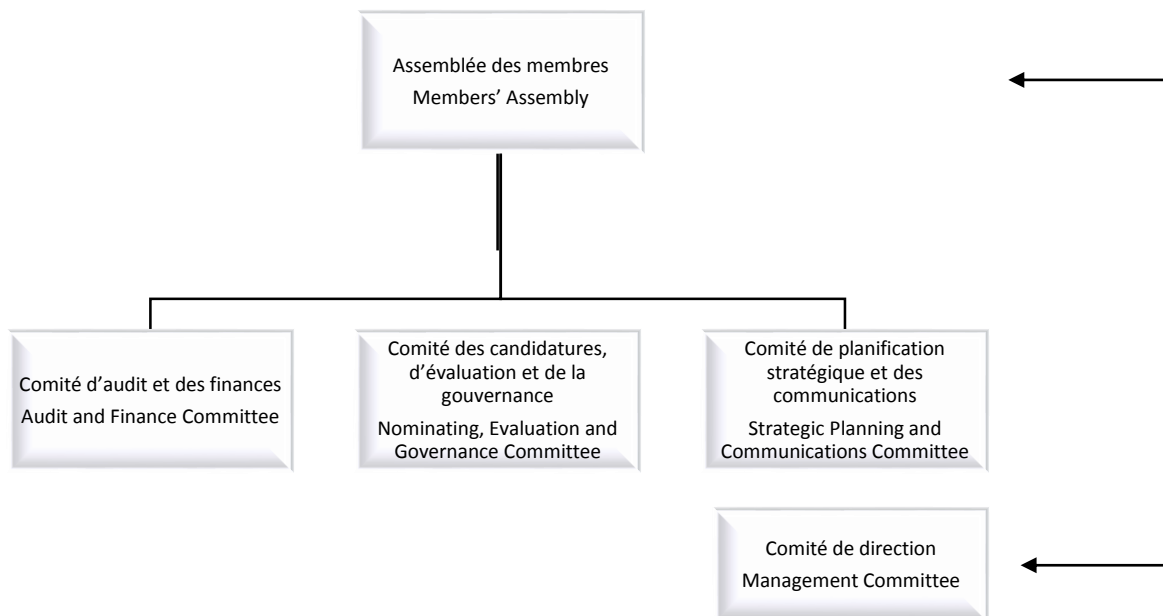 Assemblée des membres
Members’ Assembly
Comité d’audit et des finances
Audit and Finance Committee
Comité des candidatures,
d’évaluation et de la
gouvernance
Nominating, Evaluation and
Governance Committee
Comité de planification
stratégique et des
communications
Strategic Planning and
Communications Committee
Comité de direction
Management Committee